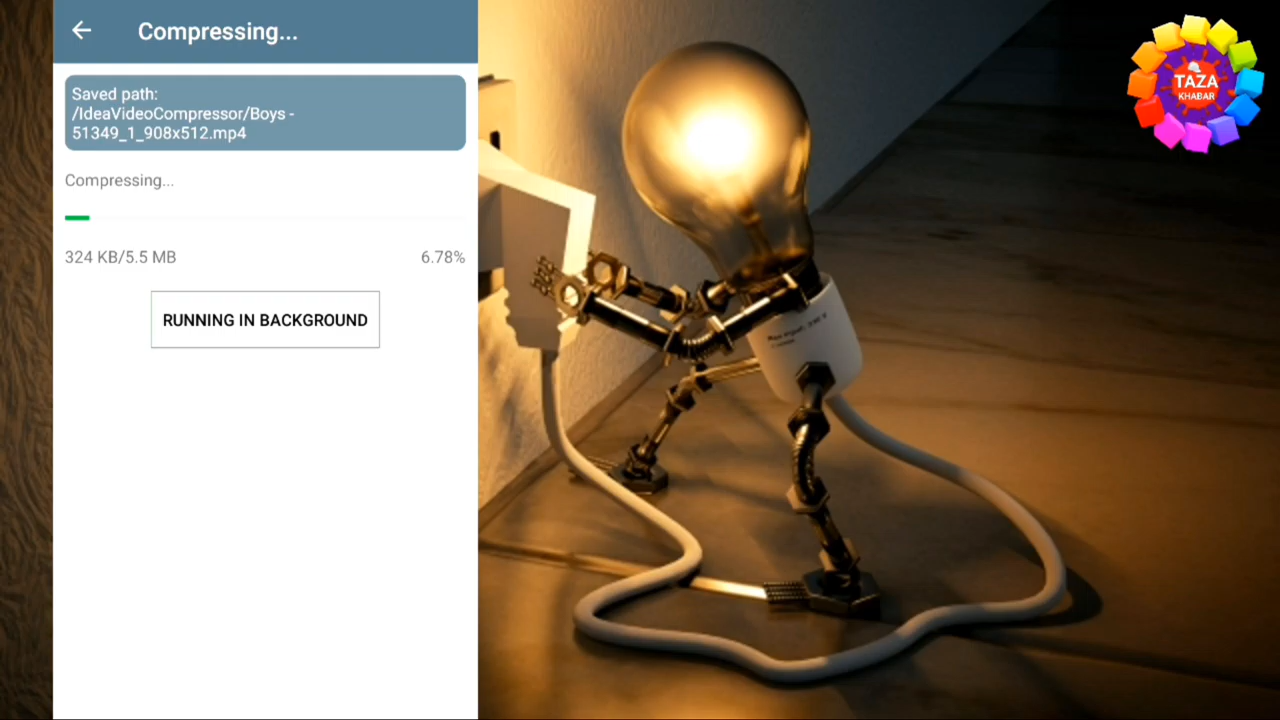 Compressing...
Saved path:
/IdeaVideoCompressor/Boys -
51349_1_908x512.mp4
Compressing...
324 KB/5.5 MB
6.78%
RUNNING IN BACKGROUND
TAZA
KHABAR